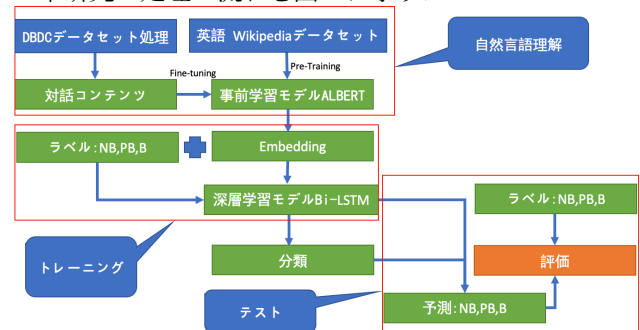 DBDCデータセット処理
英語 Wikipediaデータセット
自然言語理解
Fine-tuning
Pre-Training
対話コンテンツ
事前学習モデルALBERT
ラベル:NB,PB,B
Embedding
深層学習モデルBi-LSTM
ラベル:NB,PB,B
トレーニング
分類
評価
テスト
予測:NB,PB,B